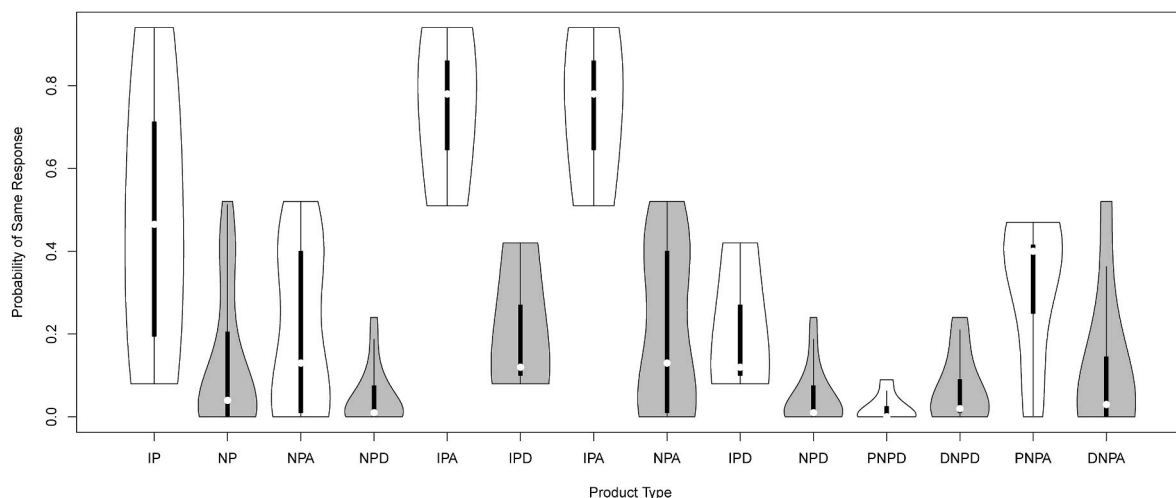 Probability of Same Response
0.8
0.6
0.4
0.2
0.0
IP NP NPA NPD IPA IPD IPA NPA IPD NPD PNPD DNPD PNPA DNPA
Product Type